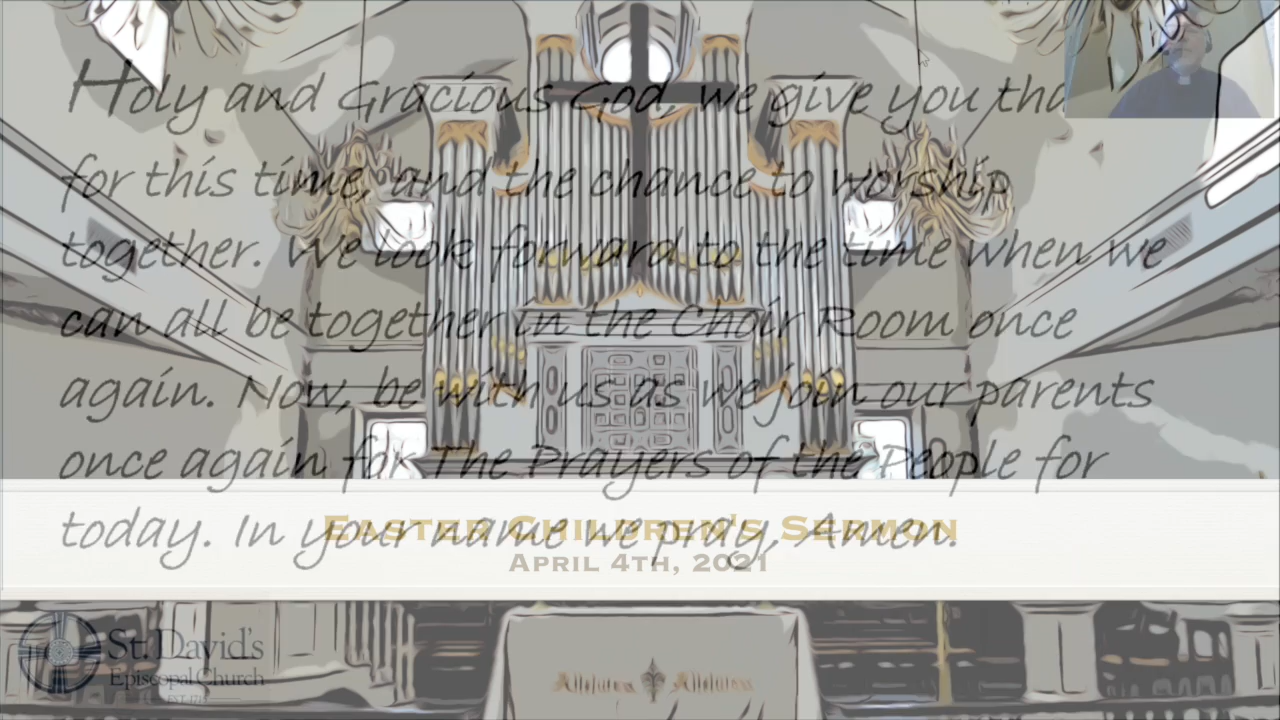 Holy and Gracious God, we give you tha
for this time, and the chance to worship
together. We look forward to the time when we
can all be together in the Choir Room once
again. Now, be with us as we join our parents
once again for The Prayers of the People for
today. In your name we pray, Amen.
Easter Children's Sermon
April 4th, 2021
St. David's
Episcopal Church
Alleluia Alleluia